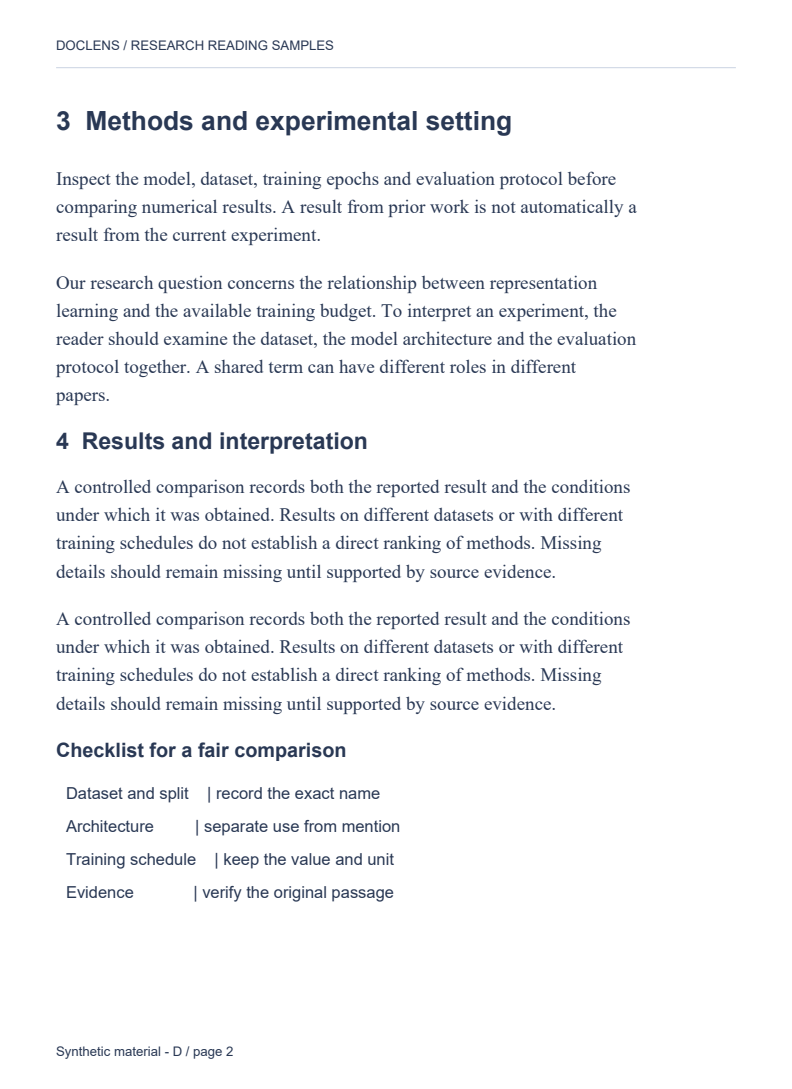 DOCLENS / RESEARCH READING SAMPLES
3 Methods and experimental setting
Inspect the model, dataset, training epochs and evaluation protocol before
comparing numerical results. A result from prior work is not automatically a
result from the current experiment.
Our research question concerns the relationship between representation
learning and the available training budget. To interpret an experiment, the
reader should examine the dataset, the model architecture and the evaluation
protocol together. A shared term can have different roles in different
papers.
4 Results and interpretation
A controlled comparison records both the reported result and the conditions
under which it was obtained. Results on different datasets or with different
training schedules do not establish a direct ranking of methods. Missing
details should remain missing until supported by source evidence.
A controlled comparison records both the reported result and the conditions
under which it was obtained. Results on different datasets or with different
training schedules do not establish a direct ranking of methods. Missing
details should remain missing until supported by source evidence.
Checklist for a fair comparison
Dataset and split | record the exact name
Architecture | separate use from mention
Training schedule | keep the value and unit
Evidence | verify the original passage
Synthetic material - D / page 2